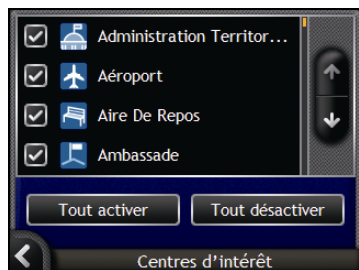 Administration Territor...
Aéroport
Aire De Repos
Ambassade
Tout activer Tout désactiver
Centres d'intérêt